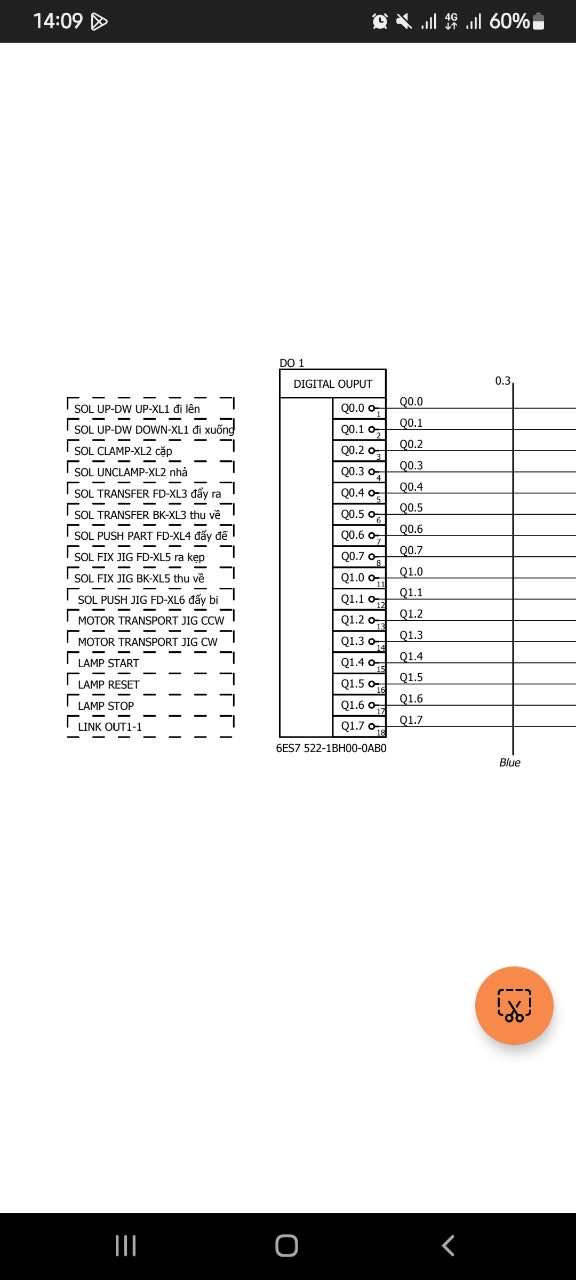 14:09
4G
60%
DO 1
DIGITAL OUPUT
0.3
SOL UP-DW UP-XL1 đi lên Q0.0 1 Q0.0
SOL UP-DW DOWN-XL1 đi xuống Q0.1 2 Q0.1
SOL CLAMP-XL2 cặp Q0.2 3 Q0.2
SOL UNCLAMP-XL2 nhả Q0.3 4 Q0.3
SOL TRANSFER FD-XL3 đẩy ra Q0.4 5 Q0.4
SOL TRANSFER BK-XL3 thu về Q0.5 6 Q0.5
SOL PUSH PART FD-XL4 đẩy đế Q0.6 7 Q0.6
SOL FIX JIG FD-XL5 ra kẹp Q0.7 8 Q0.7
SOL FIX JIG BK-XL5 thu về Q1.0 11 Q1.0
SOL PUSH JIG FD-XL6 đẩy bi Q1.1 12 Q1.1
MOTOR TRANSPORT JIG CCW Q1.2 13 Q1.2
MOTOR TRANSPORT JIG CW Q1.3 14 Q1.3
LAMP START Q1.4 15 Q1.4
LAMP RESET Q1.5 16 Q1.5
LAMP STOP Q1.6 17 Q1.6
LINK OUT1-1 Q1.7 18 Q1.7
6ES7 522-1BH00-0AB0
Blue